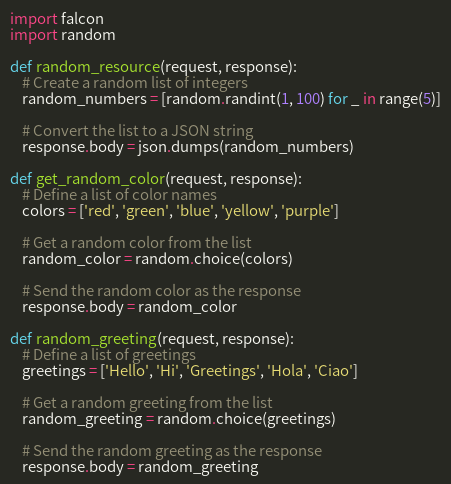 import falcon
import random
def random_resource(request, response):
# Create a random list of integers
random_numbers = [random.randint(1, 100) for _ in range(5)]
# Convert the list to a JSON string
response.body = json.dumps(random_numbers)
def get_random_color(request, response):
# Define a list of color names
colors = ['red', 'green', 'blue', 'yellow', 'purple']
# Get a random color from the list
random_color = random.choice(colors)
# Send the random color as the response
response.body = random_color
def random_greeting(request, response):
# Define a list of greetings
greetings = ['Hello', 'Hi', 'Greetings', 'Hola', 'Ciao']
# Get a random greeting from the list
random_greeting = random.choice(greetings)
# Send the random greeting as the response
response.body = random_greeting